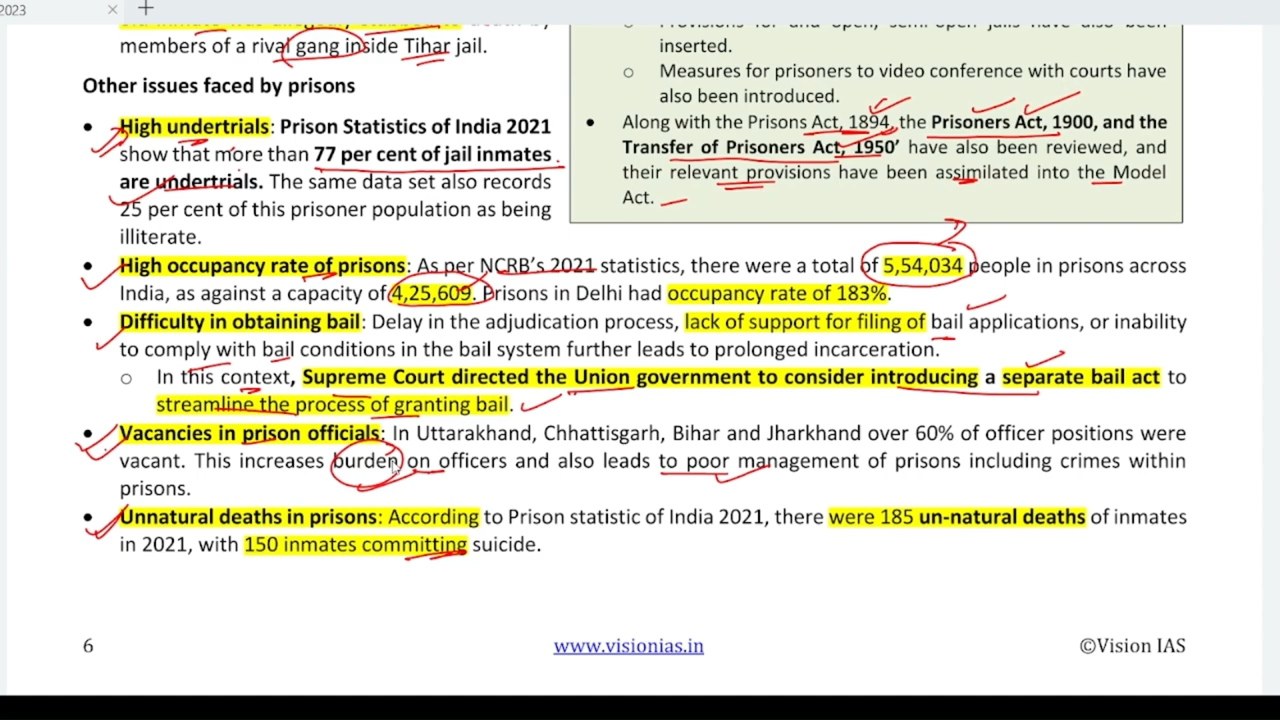 2023
members of a rival gang inside Tihar jail.
Other issues faced by prisons
• High undertrials: Prison Statistics of India 2021
show that more than 77 per cent of jail inmates
are undertrials. The same data set also records
25 per cent of this prisoner population as being
illiterate.
inserted.
o Measures for prisoners to video conference with courts have
also been introduced.
• Along with the Prisons Act, 1894, the Prisoners Act, 1900, and the
Transfer of Prisoners Act, 1950’ have also been reviewed, and
their relevant provisions have been assimilated into the Model
Act.
• High occupancy rate of prisons: As per NCRB’s 2021 statistics, there were a total of 5,54,034 people in prisons across
India, as against a capacity of 4,25,609. Prisons in Delhi had occupancy rate of 183%.
• Difficulty in obtaining bail: Delay in the adjudication process, lack of support for filing of bail applications, or inability
to comply with bail conditions in the bail system further leads to prolonged incarceration.
o In this context, Supreme Court directed the Union government to consider introducing a separate bail act to
streamline the process of granting bail.
• Vacancies in prison officials: In Uttarakhand, Chhattisgarh, Bihar and Jharkhand over 60% of officer positions were
vacant. This increases burden on officers and also leads to poor management of prisons including crimes within
prisons.
• Unnatural deaths in prisons: According to Prison statistic of India 2021, there were 185 un-natural deaths of inmates
in 2021, with 150 inmates committing suicide.
6
www.visionias.in
©Vision IAS